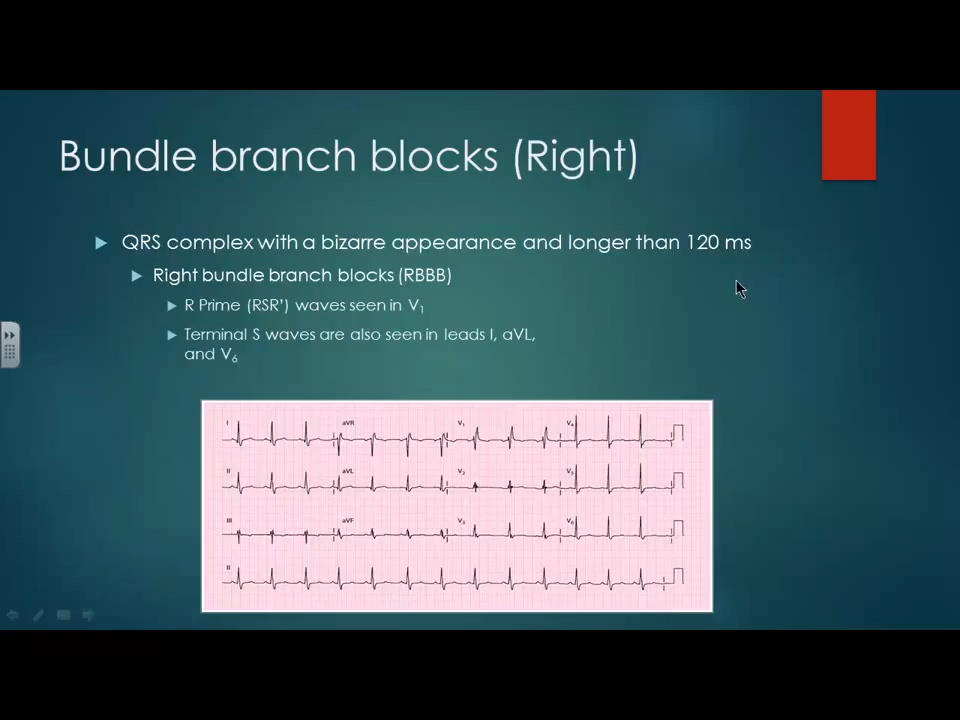 Bundle branch blocks (Right)
QRS complex with a bizarre appearance and longer than 120 ms
Right bundle branch blocks (RBBB)
R Prime (RSR’) waves seen in V₁
Terminal S waves are also seen in leads I, aVL,
and V₆
I aVR V₁ V₄
II aVL V₂
III aVF V₃ V₆
II